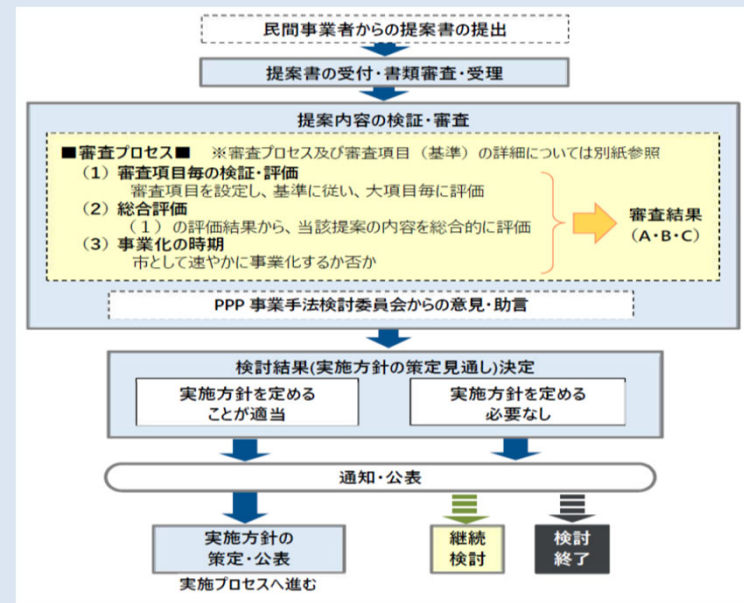 民間事業者からの提案書の提出
提案書の受付・書類審査・受理
提案内容の検証・審査
■審査プロセス■　※審査プロセス及び審査項目（基準）の詳細については別紙参照
（1）審査項目毎の検証・評価
審査項目を設定し、基準に従い、大項目毎に評価
（2）総合評価
（1）の評価結果から、当該提案の内容を総合的に評価
（3）事業化の時期
市として速やかに事業化するか否か
審査結果
（A・B・C）
PPP 事業手法検討委員会からの意見・助言
検討結果(実施方針の策定見通し)決定
実施方針を定める
ことが適当
実施方針を定める
必要なし
通知・公表
実施方針の
策定・公表
実施プロセスへ進む
継続
検討
検討
終了